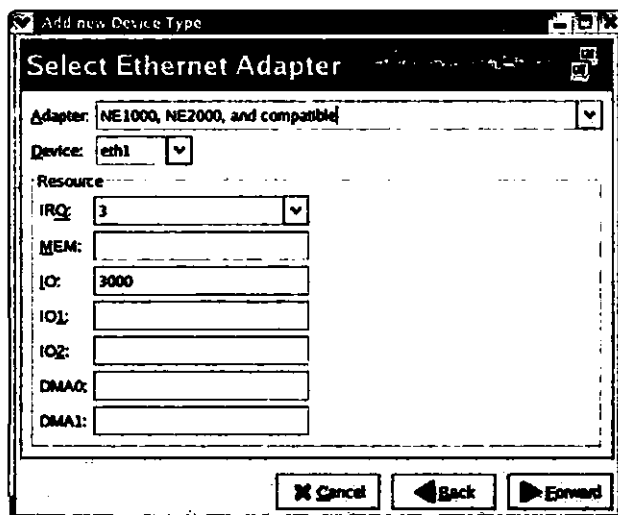 Add new Device Type
Select Ethernet Adapter
Adapter: NE1000, NE2000, and compatible
Device: eth1
Resource
IRQ: 3
MEM:
IO: 3000
IO1:
IO2:
DMA0:
DMA1:
Cancel Back Forward